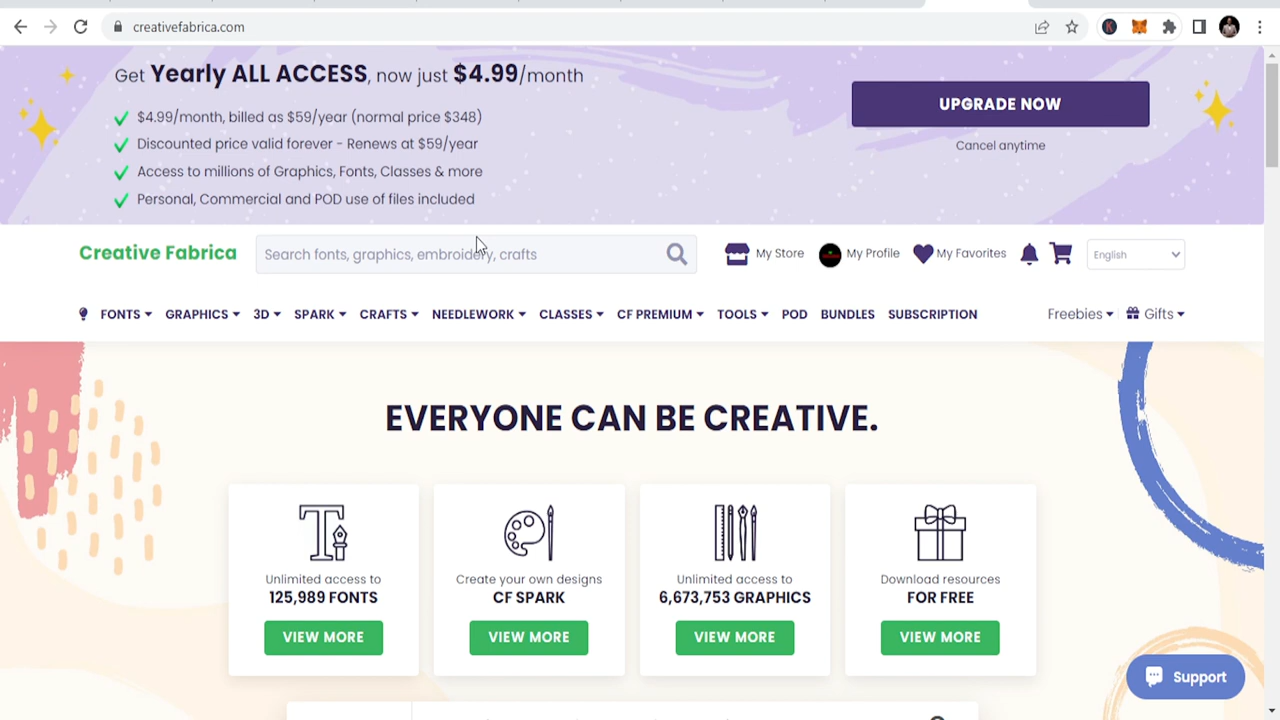 creativefabrica.com
Get Yearly ALL ACCESS, now just $4.99/month
$4.99/month, billed as $59/year (normal price $348)
Discounted price valid forever - Renews at $59/year
Access to millions of Graphics, Fonts, Classes & more
Personal, Commercial and POD use of files included
UPGRADE NOW
Cancel anytime
Creative Fabrica
Search fonts, graphics, embroidery, crafts
My Store
My Profile
My Favorites
English
FONTS GRAPHICS 3D SPARK CRAFTS NEEDLEWORK CLASSES CF PREMIUM TOOLS POD BUNDLES SUBSCRIPTION Freebies Gifts
EVERYONE CAN BE CREATIVE.
Unlimited access to
125,989 FONTS
VIEW MORE
Create your own designs
CF SPARK
VIEW MORE
Unlimited access to
6,673,753 GRAPHICS
VIEW MORE
Download resources
FOR FREE
VIEW MORE
Support